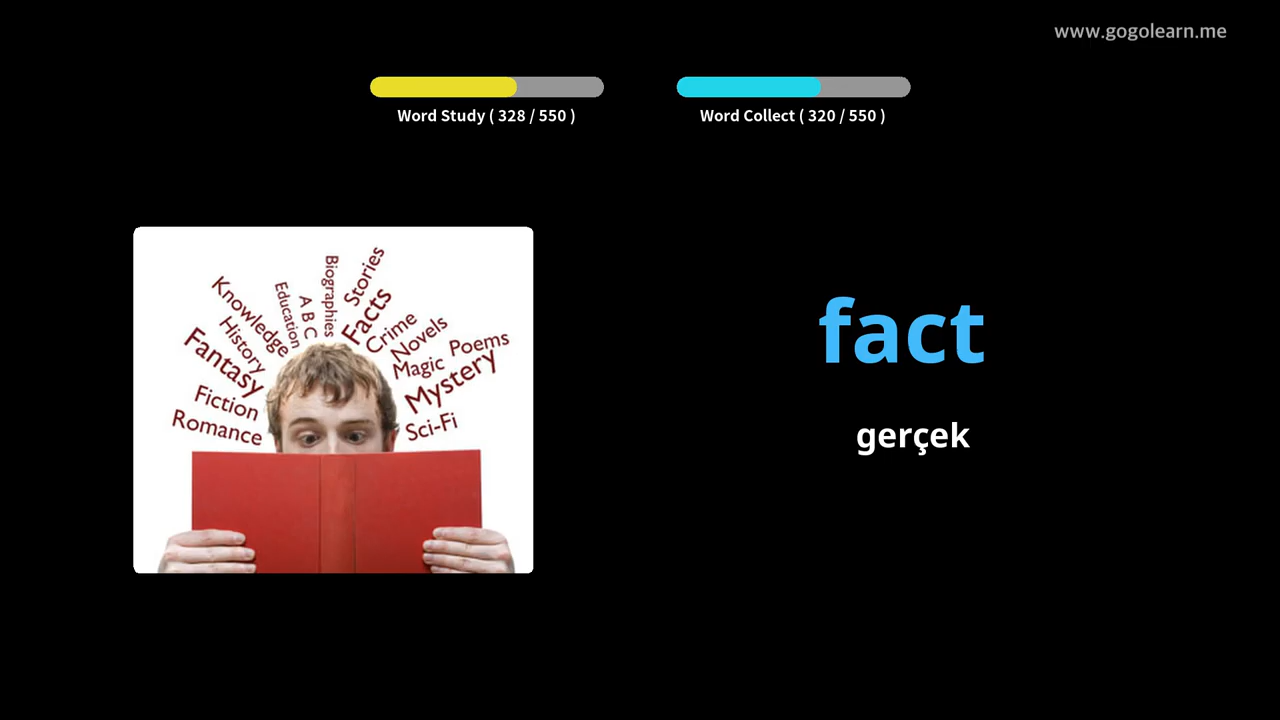 www.gogolearn.me
Word Study ( 328 / 550 )
Word Collect ( 320 / 550 )
Knowledge
History
Fantasy
Fiction
Romance
Education
A B C
Biographies
Stories
Facts
Crime
Novels
Magic
Poems
Mystery
Sci-Fi
fact
gerçek